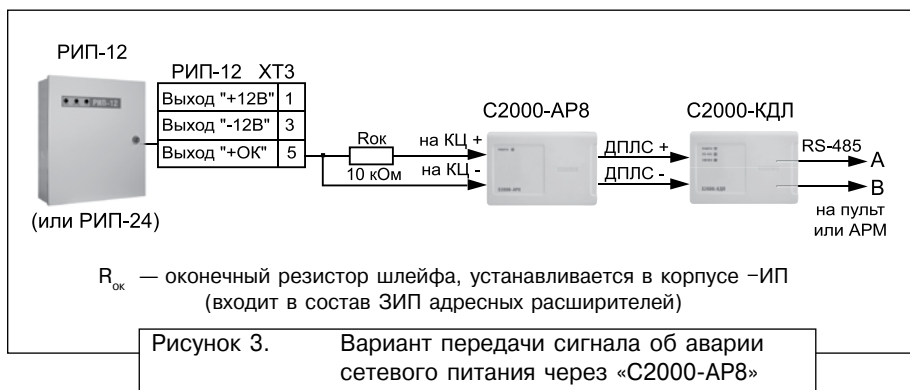 РИП-12
РИП-12 XT3
Выход "+12В" 1
Выход "-12В" 3
Выход "+ОК" 5
(или РИП-24)
Rок
10 кОм
на КЦ +
на КЦ -
С2000-АР8
ДПЛС +
ДПЛС -
С2000-КДЛ
RS-485
А
В
на пульт
или АРМ
Rок — оконечный резистор шлейфа, устанавливается в корпусе –ИП
(входит в состав ЗИП адресных расширителей)
Рисунок 3. Вариант передачи сигнала об аварии
сетевого питания через «С2000-АР8»